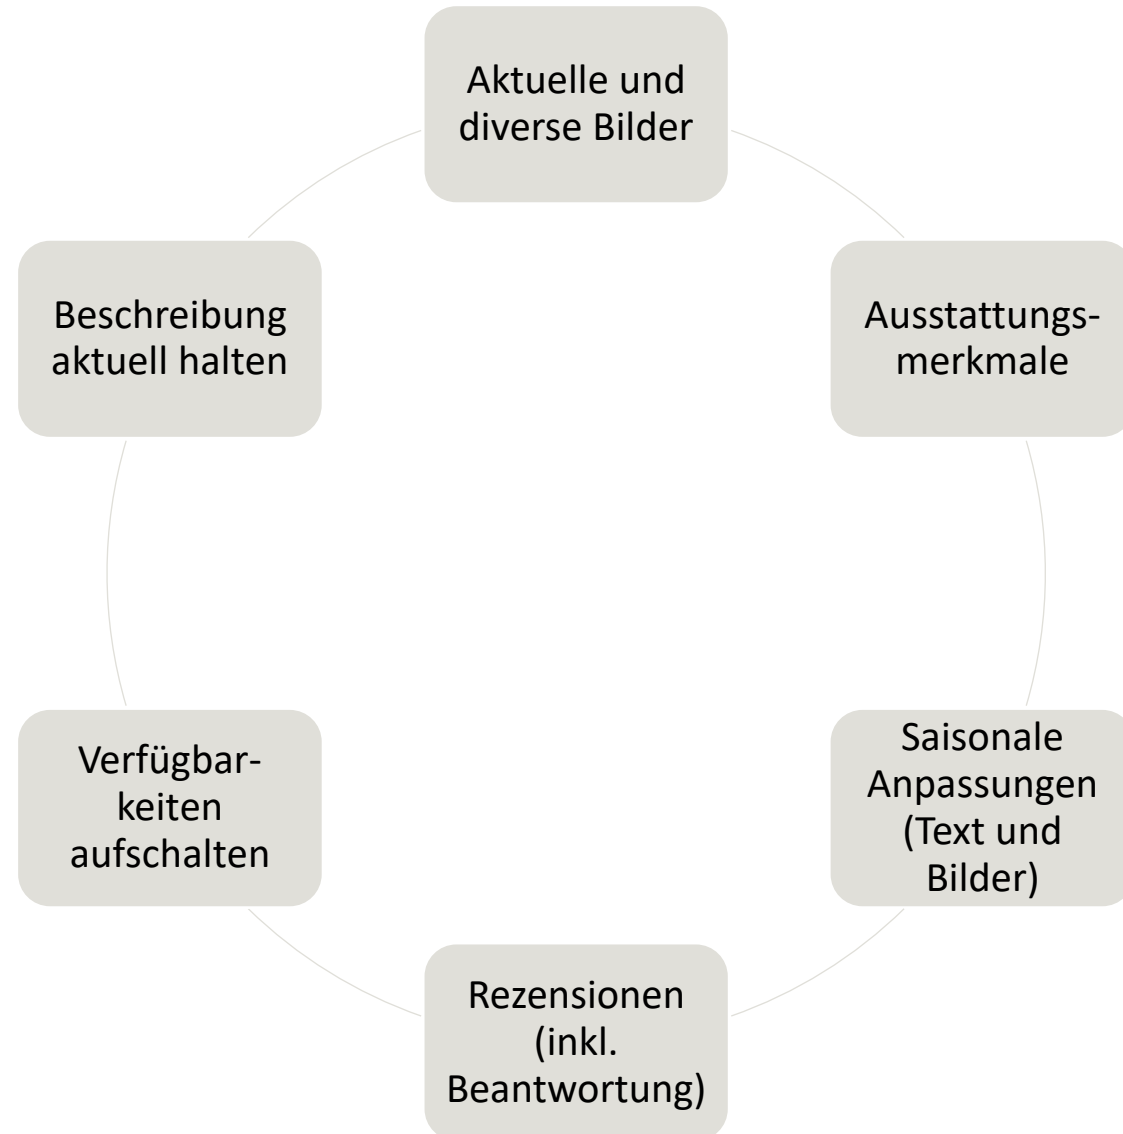 Aktuelle und
diverse Bilder
Ausstattungs-
merkmale
Saisonale
Anpassungen
(Text und
Bilder)
Rezensionen
(inkl.
Beantwortung)
Verfügbar-
keiten
aufschalten
Beschreibung
aktuell halten